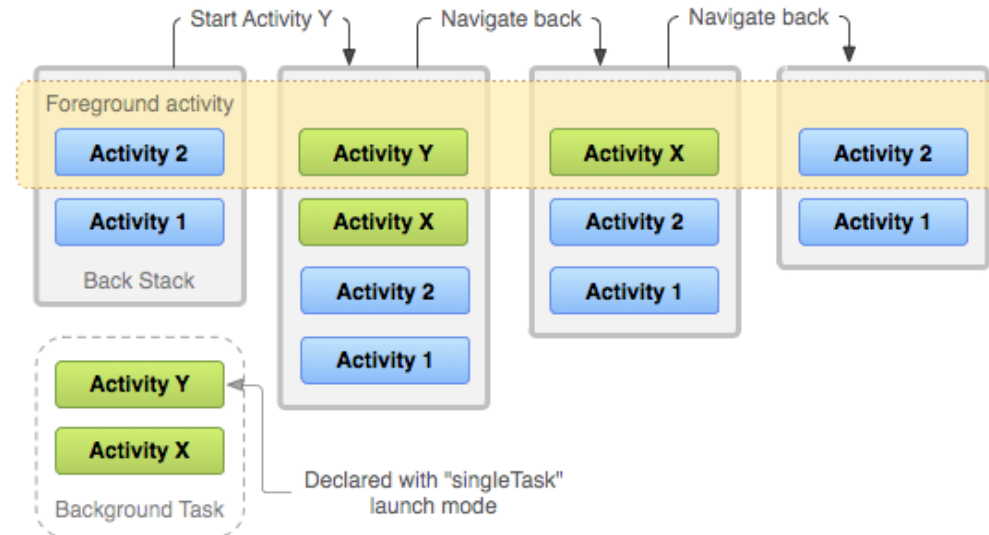 Start Activity Y
Navigate back
Navigate back
Foreground activity
Activity 2
Activity 1
Back Stack
Activity Y
Activity X
Activity 2
Activity 1
Activity X
Activity 2
Activity 1
Activity 2
Activity 1
Activity Y
Activity X
Background Task
Declared with "singleTask"
launch mode